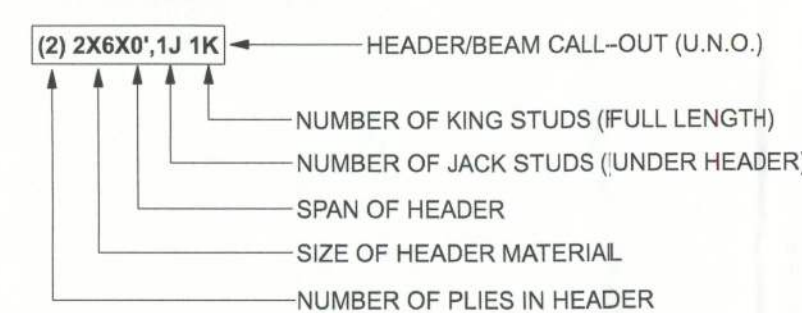 (2) 2X6X0',1J 1K HEADER/BEAM CALL--OUT (U.N.O.)
NUMBER OF KING STUDS (FULL LENGTH)
NUMBER OF JACK STUDS (UNDER HEADER)
SPAN OF HEADER
SIZE OF HEADER MATERIAL
NUMBER OF PLIES IN HEADER